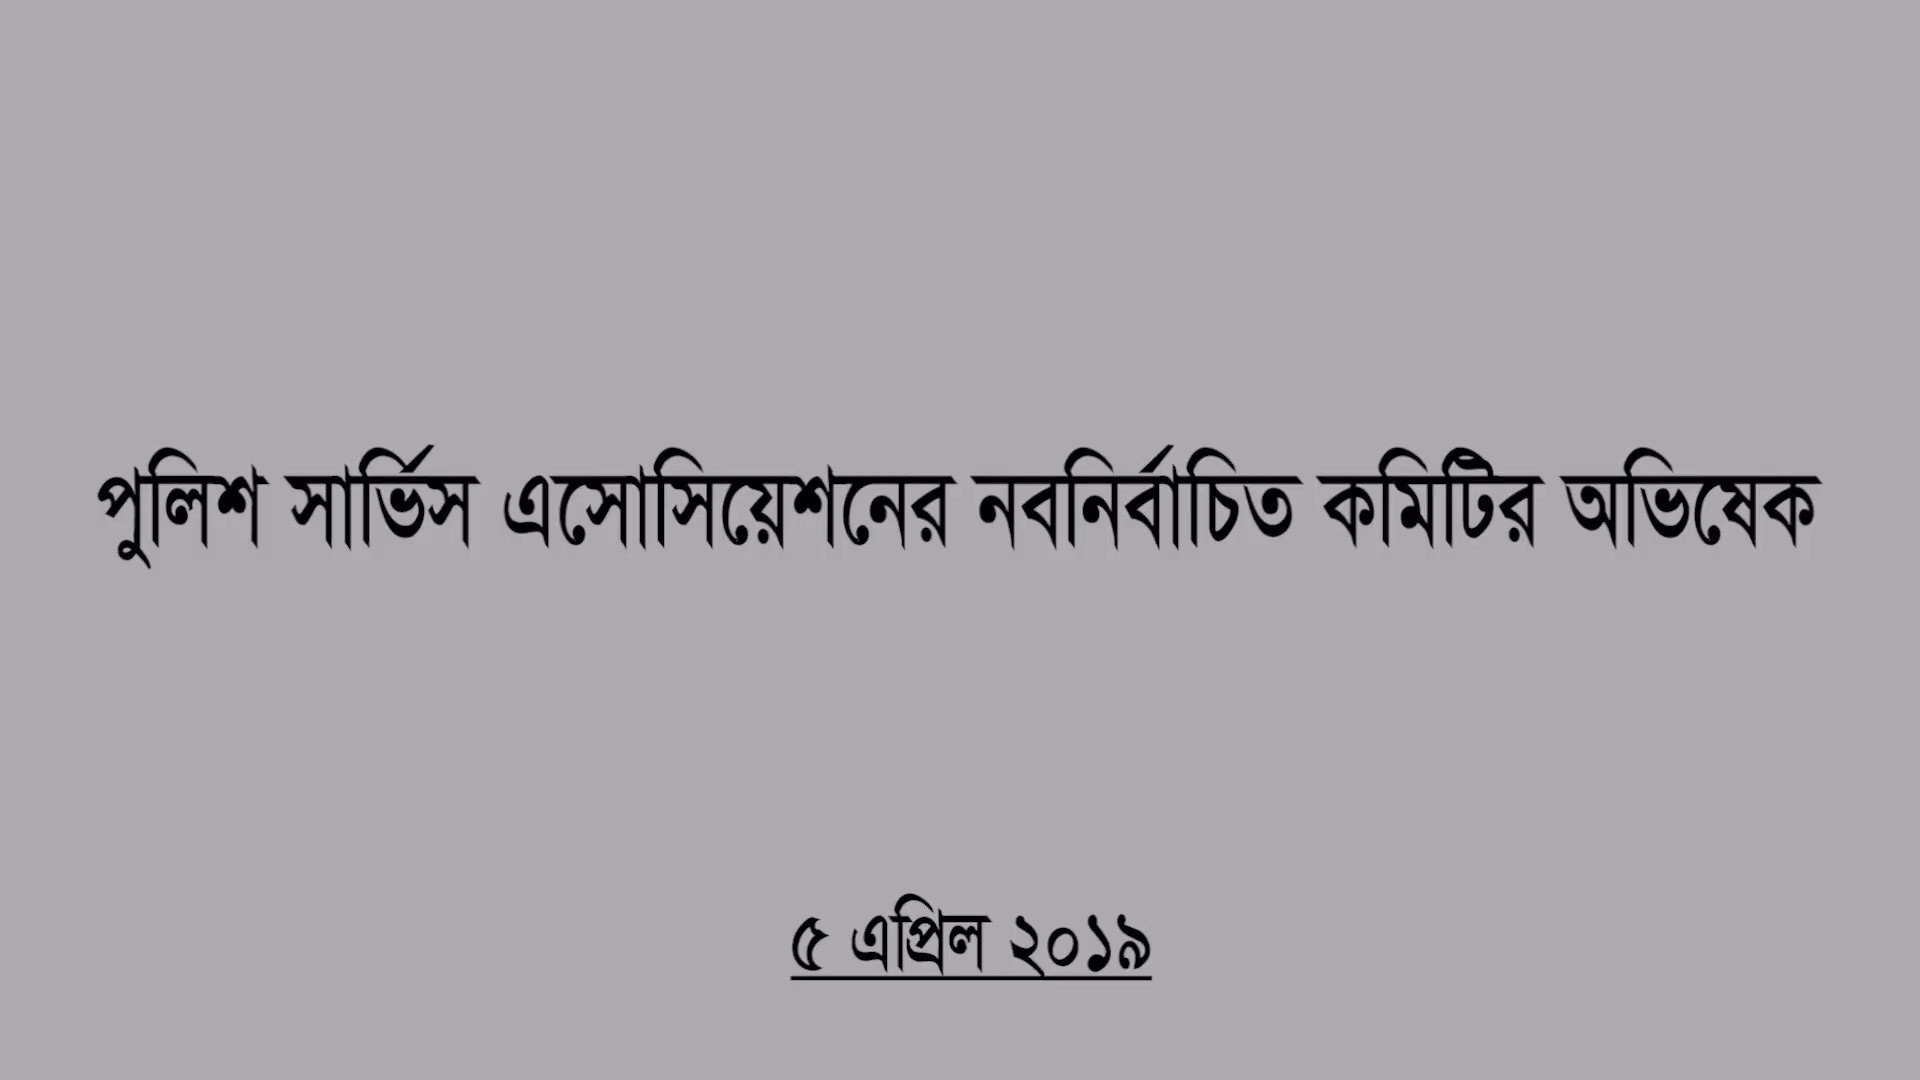 পুলিশ সার্ভিস এসোসিয়েশনের নবনির্বাচিত কমিটির অভিষেক
৫ এপ্রিল ২০১৯